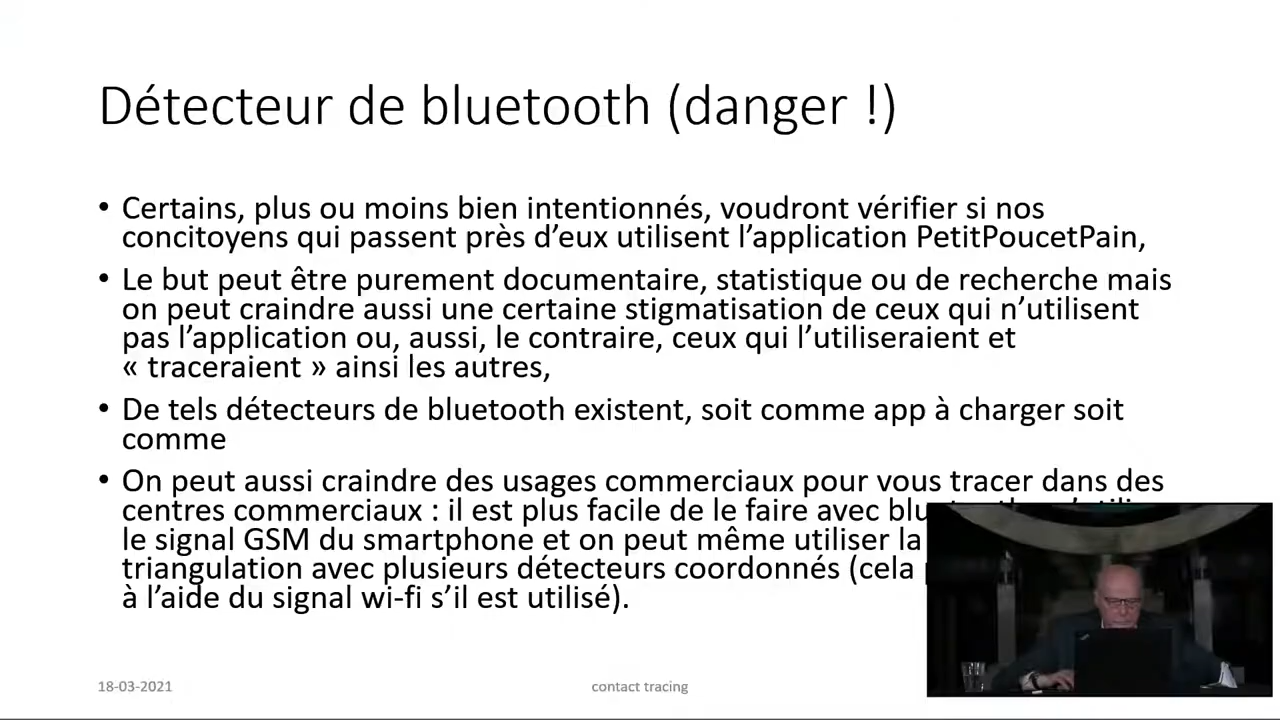 Détecteur de bluetooth (danger !)
• Certains, plus ou moins bien intentionnés, voudront vérifier si nos
concitoyens qui passent près d’eux utilisent l’application PetitPoucetPain,
• Le but peut être purement documentaire, statistique ou de recherche mais
on peut craindre aussi une certaine stigmatisation de ceux qui n’utilisent
pas l’application ou, aussi, le contraire, ceux qui l’utiliseraient et
« traceraient » ainsi les autres,
• De tels détecteurs de bluetooth existent, soit comme app à charger soit
comme
• On peut aussi craindre des usages commerciaux pour vous tracer dans des
centres commerciaux : il est plus facile de le faire avec
le signal GSM du smartphone et on peut même utiliser la
triangulation avec plusieurs détecteurs coordonnés (cela
à l’aide du signal wi-fi s’il est utilisé).
18-03-2021
contact tracing